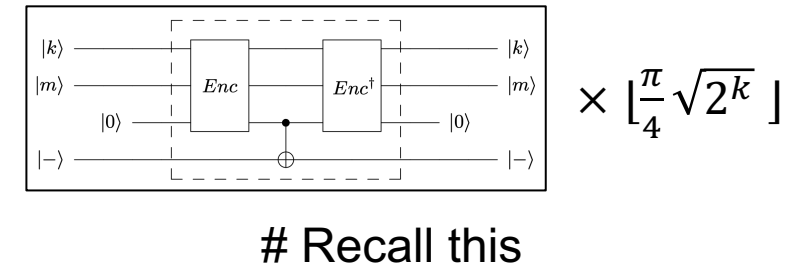 |k⟩ |k⟩
|m⟩ Enc Enc† |m⟩
|0⟩ |0⟩
|−⟩ |−⟩
× ⌊π/4 √2^k ⌋
# Recall this